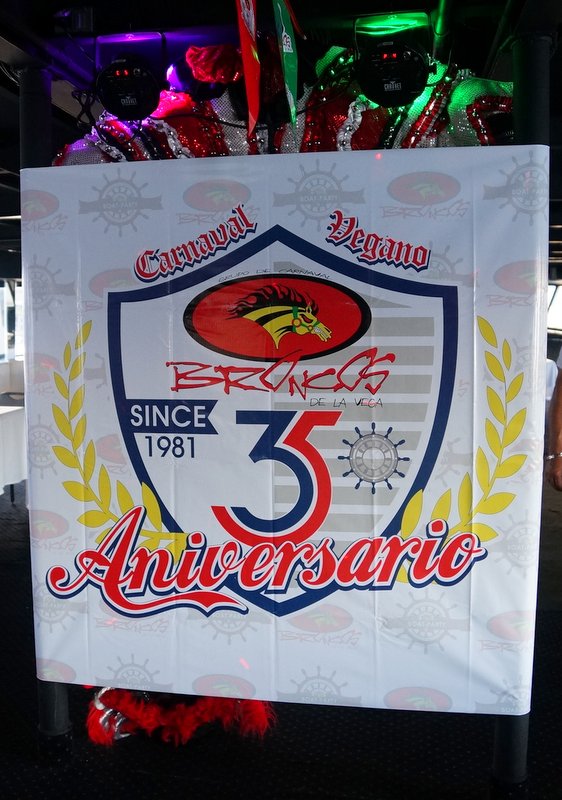 Carnaval Vegano
GRUPO DE CARNAVAL
BRONKOS
DE LA VEGA
SINCE
1981
35
Aniversario